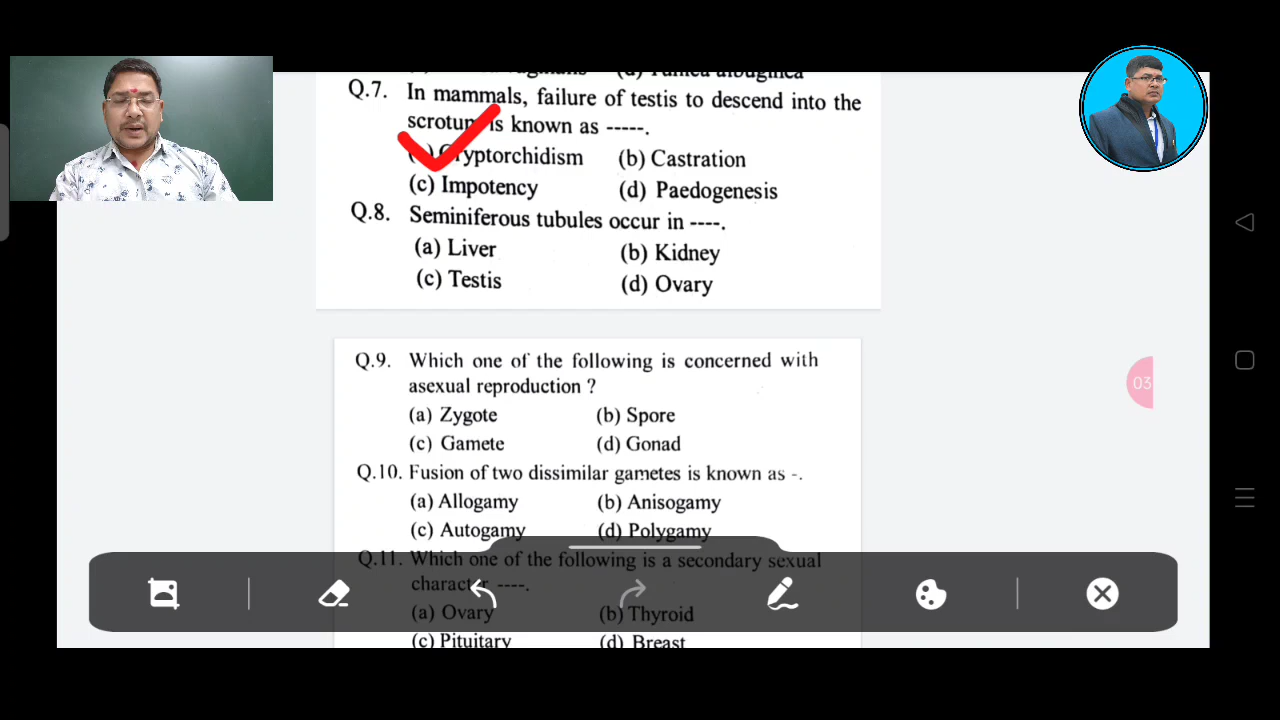 (d) Tunica albuginea
Q.7. In mammals, failure of testis to descend into the
scrotum is known as -----.
Cryptorchidism (b) Castration
(c) Impotency (d) Paedogenesis
Q.8. Seminiferous tubules occur in ----.
(a) Liver (b) Kidney
(c) Testis (d) Ovary
Q.9. Which one of the following is concerned with
asexual reproduction ?
(a) Zygote (b) Spore
(c) Gamete (d) Gonad
Q.10. Fusion of two dissimilar gametes is known as -.
(a) Allogamy (b) Anisogamy
(c) Autogamy (d) Polygamy
Q.11. Which one of the following is a secondary sexual
character ----.
(a) Ovary (b) Thyroid
(c) Pituitary (d) Breast
03